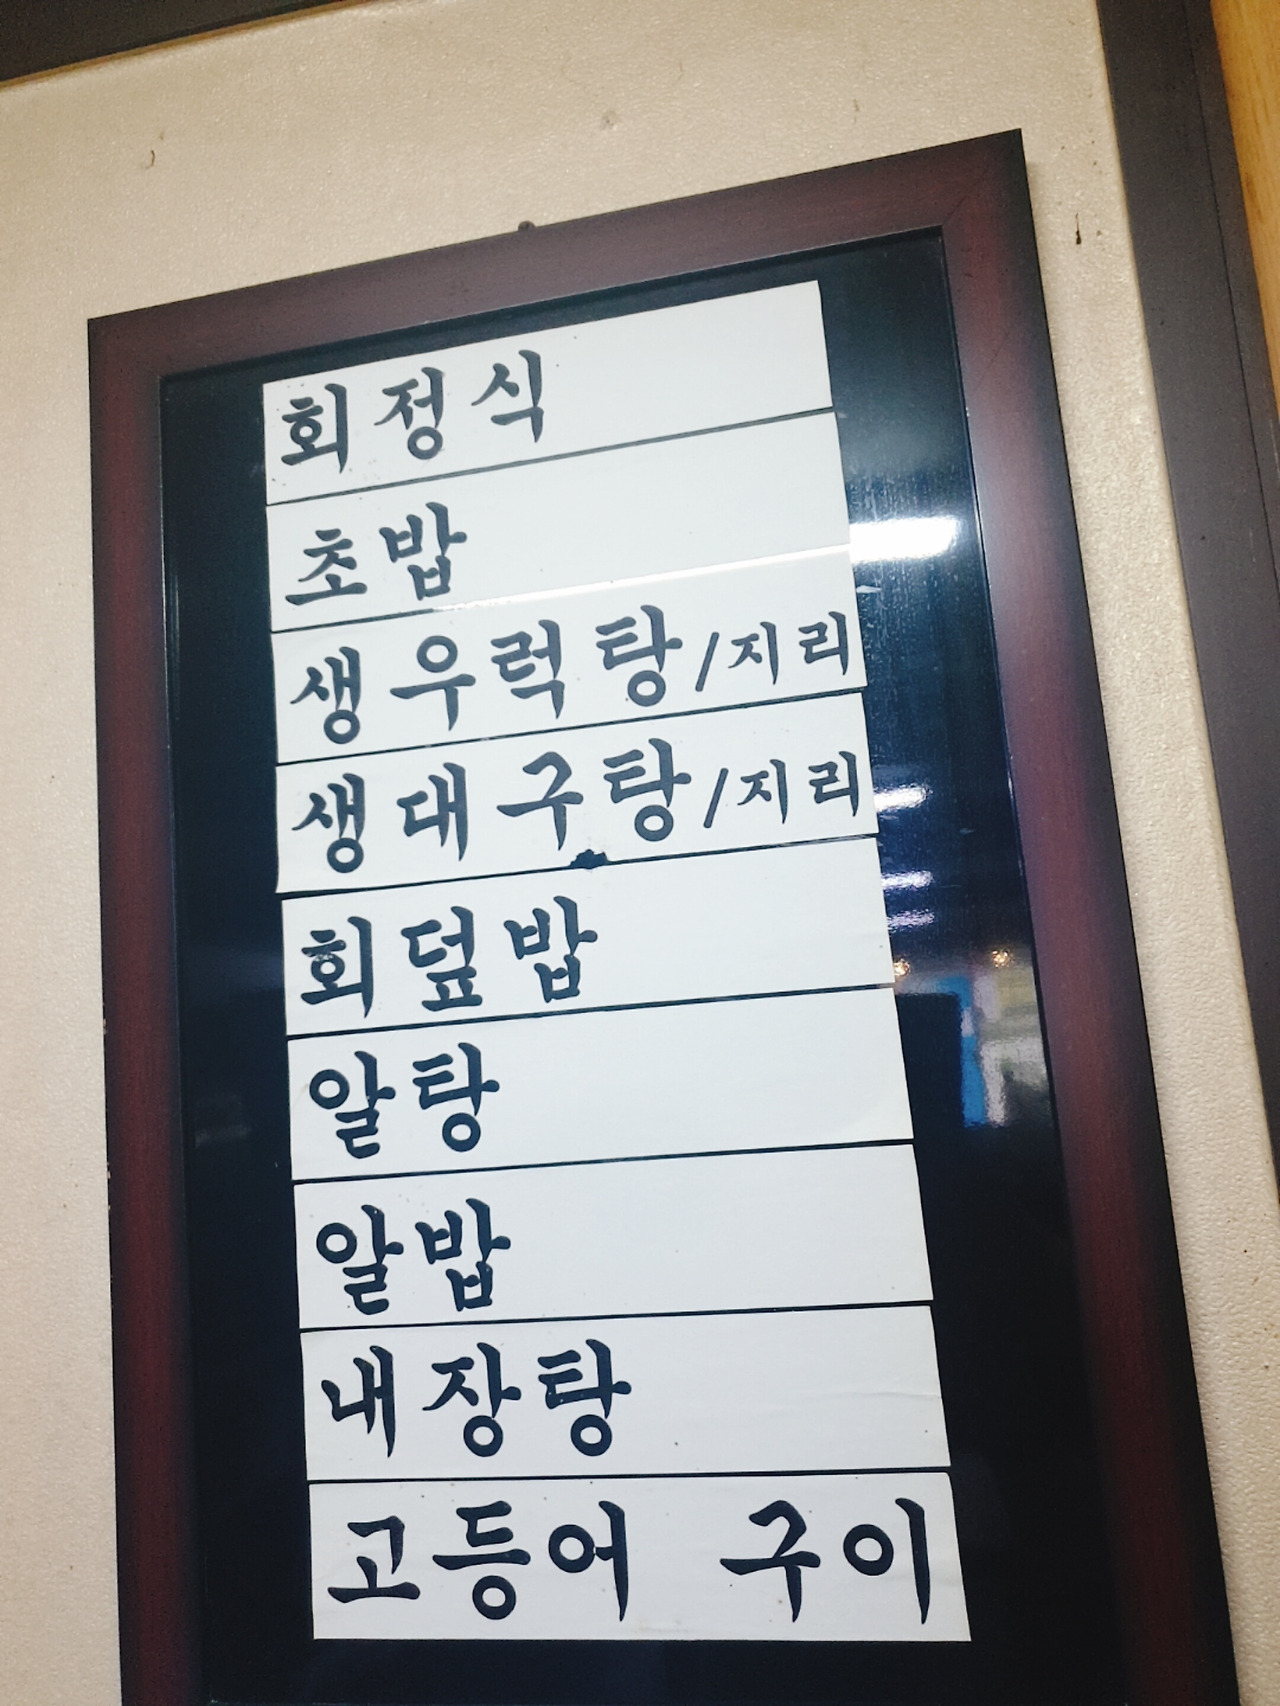 회정식
초밥
생우럭탕/지리
생대구탕/지리
회덮밥
알탕
알밥
내장탕
고등어 구이